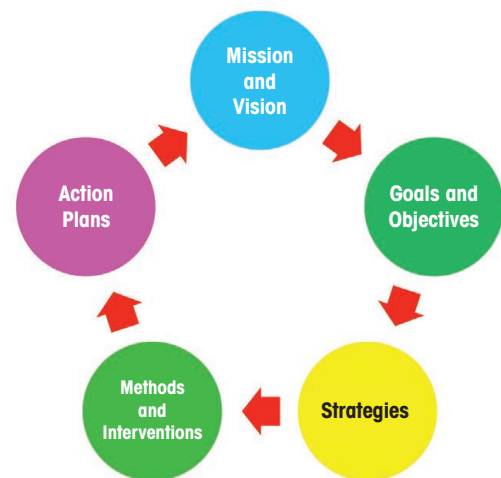 Mission
and
Vision
Goals and
Objectives
Strategies
Methods
and
Interventions
Action
Plans